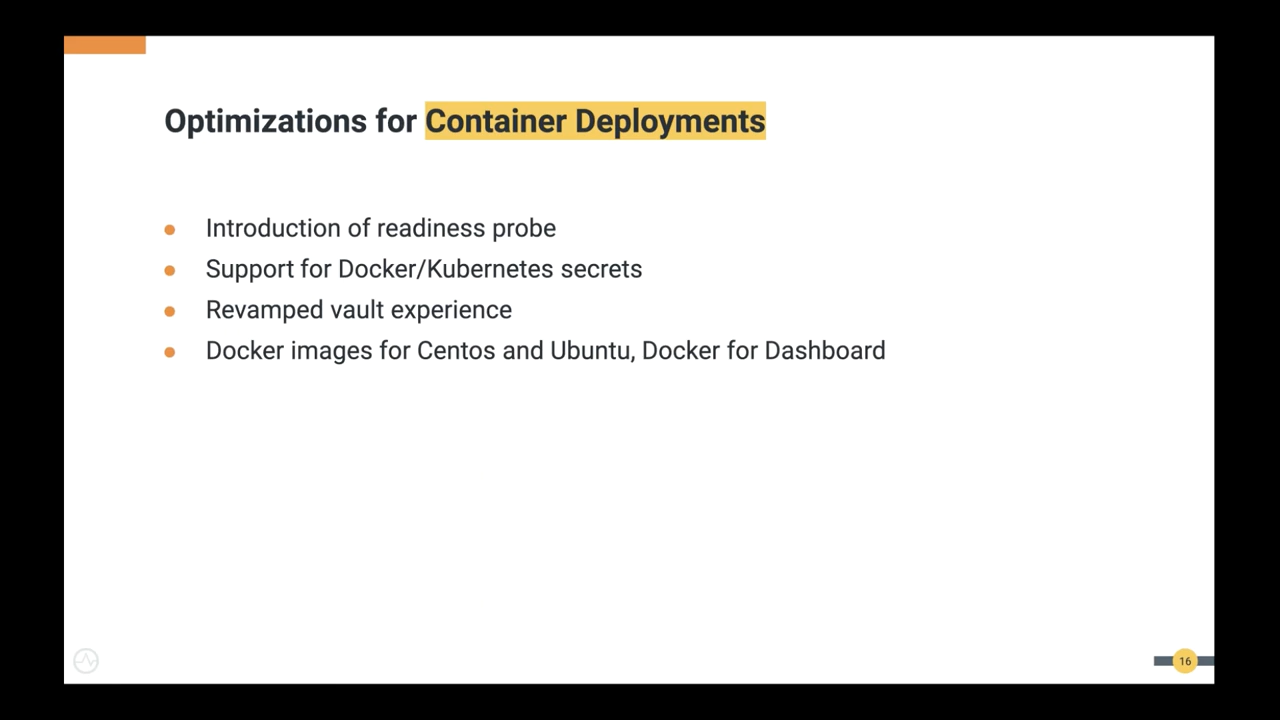 Optimizations for Container Deployments
Introduction of readiness probe
Support for Docker/Kubernetes secrets
Revamped vault experience
Docker images for Centos and Ubuntu, Docker for Dashboard
16